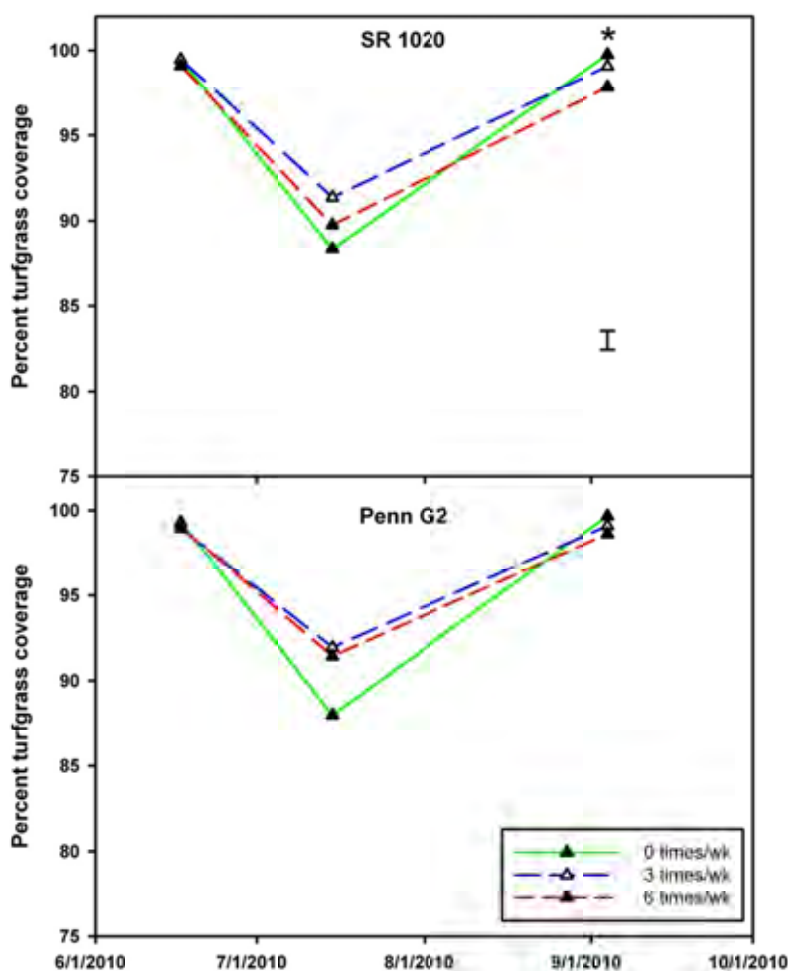 SR 1020
*
100
95
90
85
80
75
Percent turfgrass coverage
Penn G2
100
95
90
85
80
75
Percent turfgrass coverage
0 times/wk
3 times/wk
6 times/wk
6/1/2010 7/1/2010 8/1/2010 9/1/2010 10/1/2010